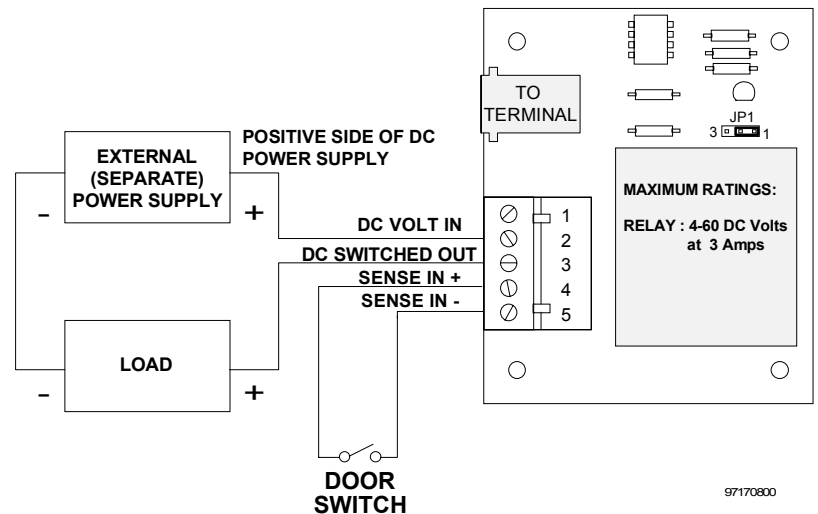 TO
TERMINAL
JP1
3 1
POSITIVE SIDE OF DC
POWER SUPPLY
EXTERNAL
(SEPARATE)
POWER SUPPLY
- +
DC VOLT IN
DC SWITCHED OUT
SENSE IN +
SENSE IN -
1
2
3
4
5
MAXIMUM RATINGS:
RELAY : 4-60 DC Volts
at 3 Amps
LOAD
- +
DOOR
SWITCH
97170800